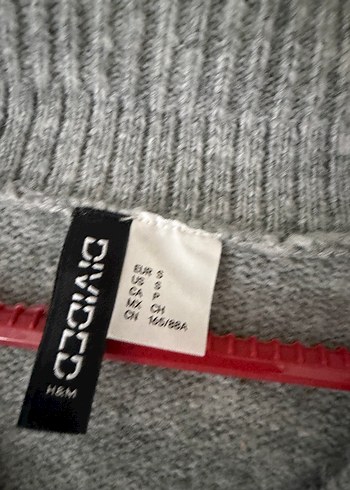 DIVIDED
H&M
EUR S
US S
CA P
MX CH
CN 165/88A